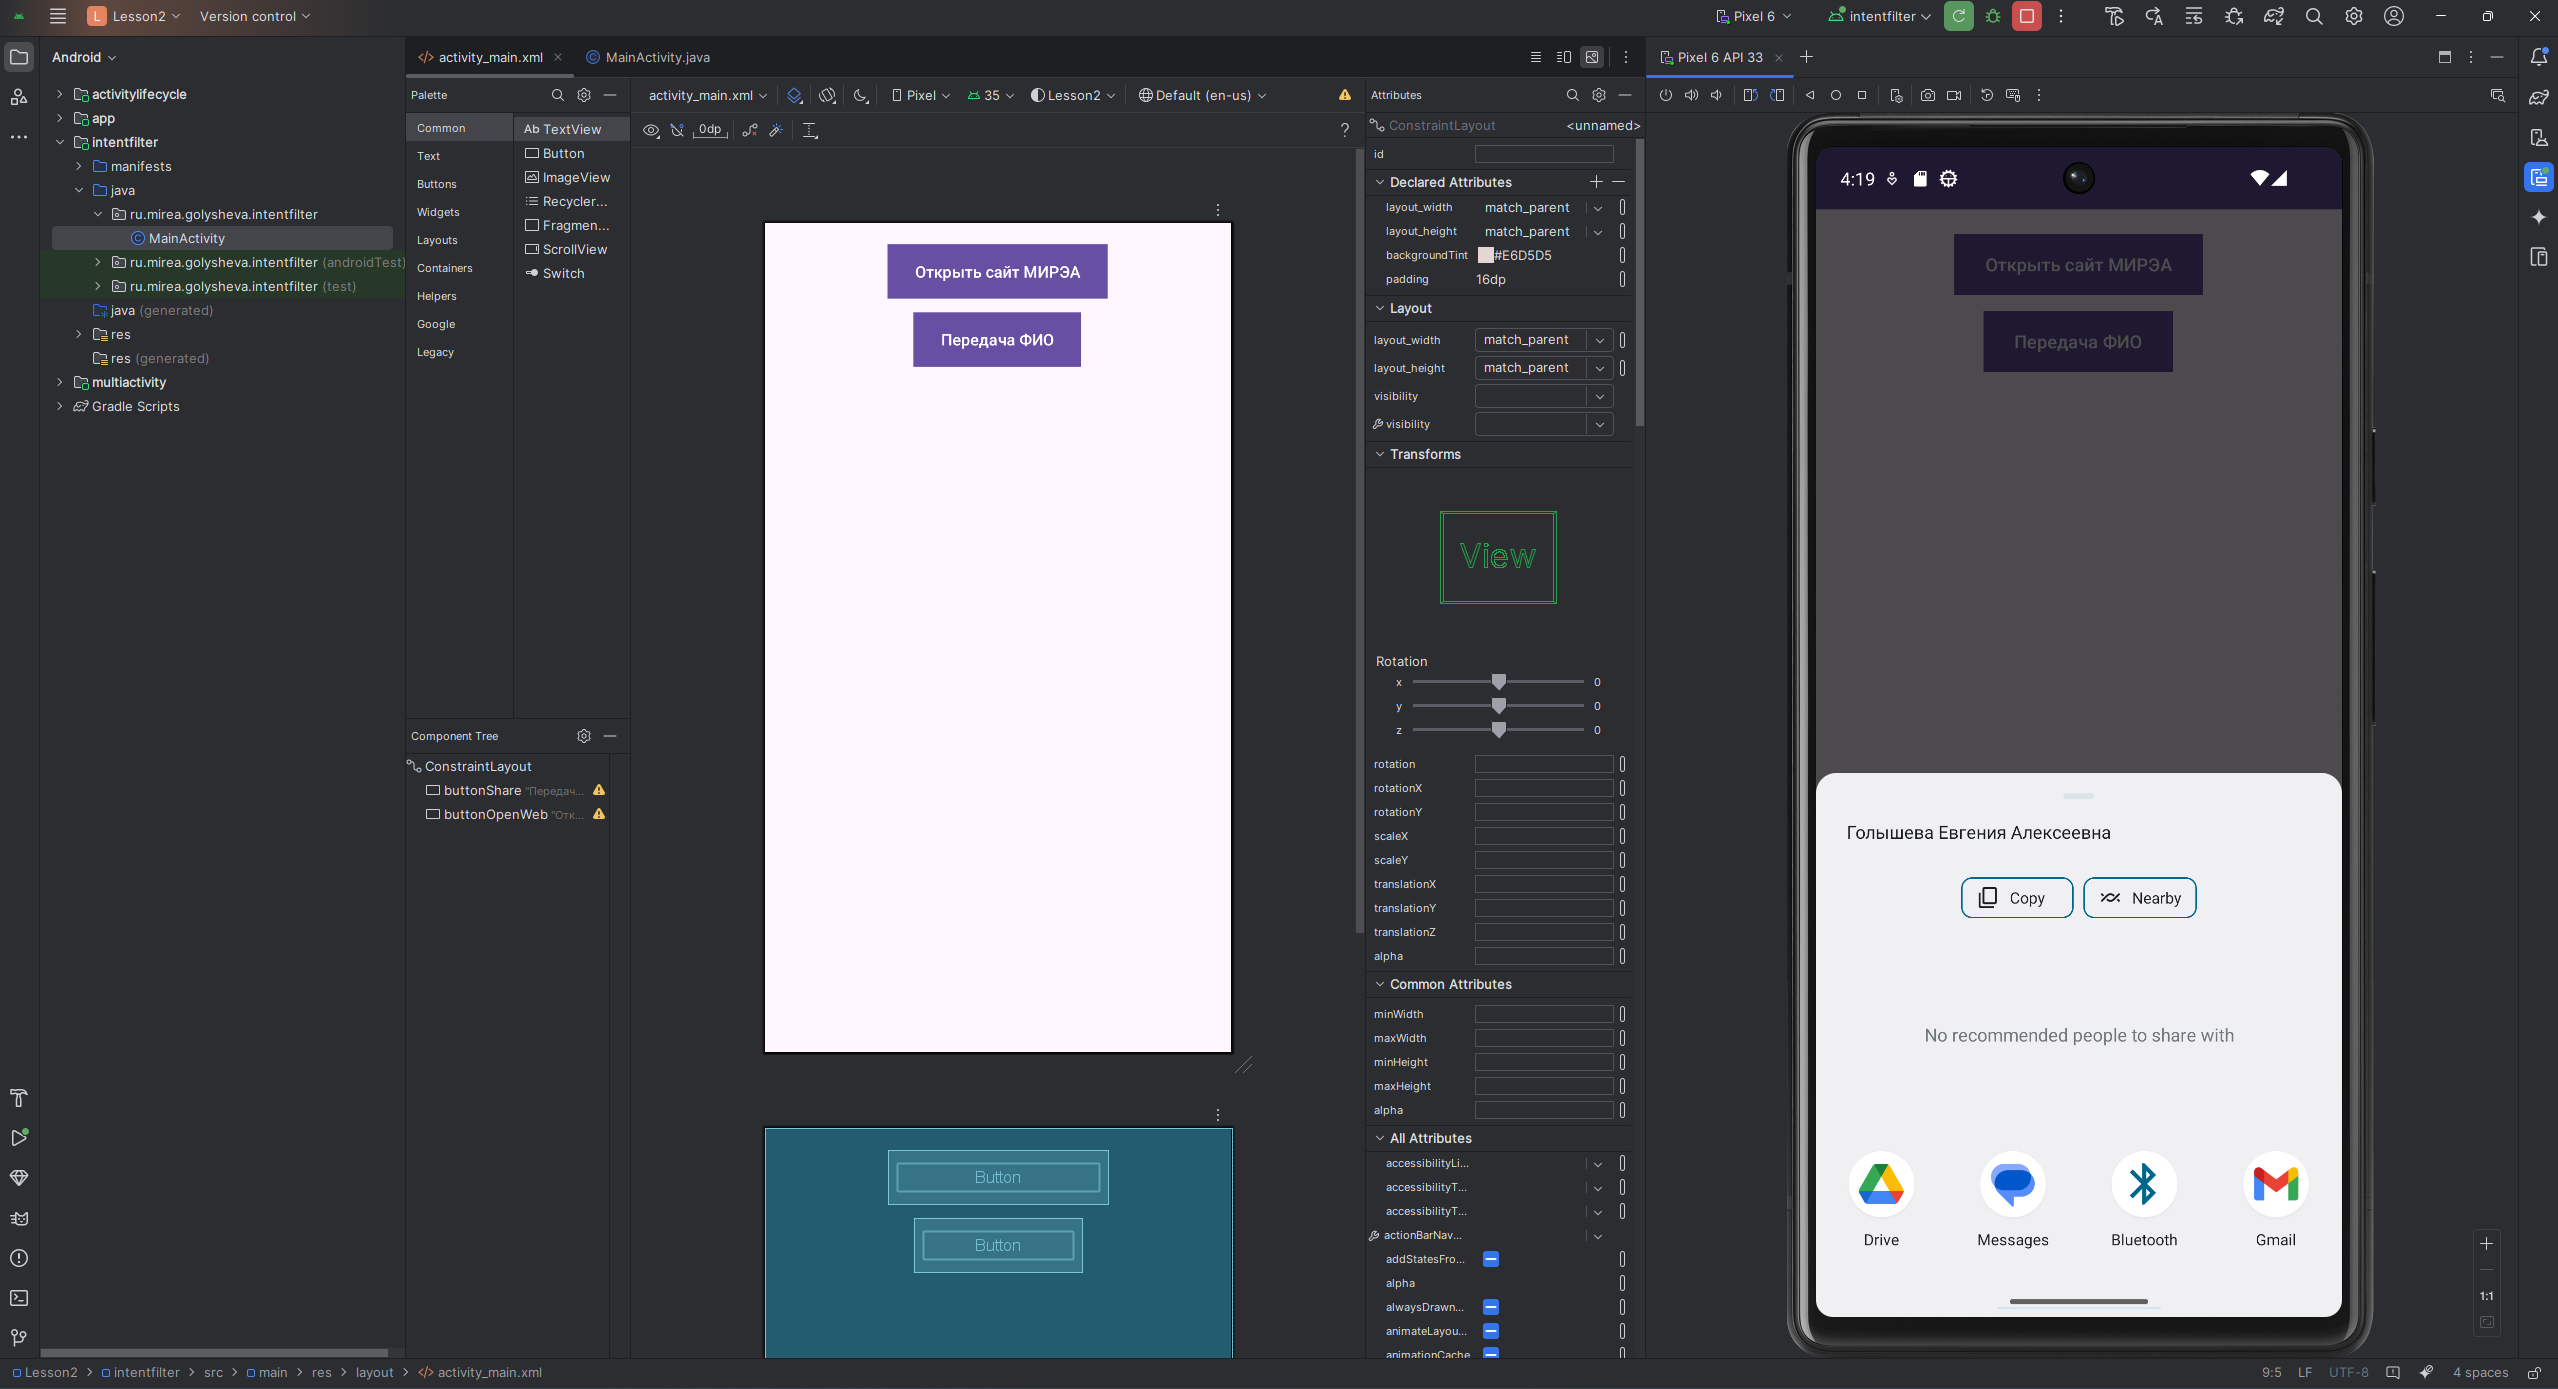 L Lesson2 Version control
Pixel 6 intentfilter
Android
activitylifecycle
app
intentfilter
manifests
java
ru.mirea.golysheva.intentfilter
MainActivity
ru.mirea.golysheva.intentfilter (androidTest)
ru.mirea.golysheva.intentfilter (test)
java (generated)
res
res (generated)
multiactivity
Gradle Scripts
activity_main.xml MainActivity.java
Palette
Common
Text
Buttons
Widgets
Layouts
Containers
Helpers
Google
Legacy
Ab TextView
Button
ImageView
Recycler...
Fragmen...
ScrollView
Switch
Component Tree
ConstraintLayout
buttonShare "Передач...
buttonOpenWeb "Отк...
activity_main.xml Pixel 35 Lesson2 Default (en-us)
0dp ?
Открыть сайт МИРЭА
Передача ФИО
Button
Button
Attributes
ConstraintLayout <unnamed>
id
Declared Attributes
layout_width match_parent
layout_height match_parent
backgroundTint #E6D5D5
padding 16dp
Layout
layout_width match_parent
layout_height match_parent
visibility
visibility
Transforms
View
Rotation
x 0
y 0
z 0
rotation
rotationX
rotationY
scaleX
scaleY
translationX
translationY
translationZ
alpha
Common Attributes
minWidth
maxWidth
minHeight
maxHeight
alpha
All Attributes
accessibilityLi...
accessibilityT...
accessibilityT...
actionBarNav...
addStatesFro...
alpha
alwaysDrawn...
animateLayou...
animationCache
Pixel 6 API 33
4:19
Открыть сайт МИРЭА
Передача ФИО
Голышева Евгения Алексеевна
Copy Nearby
No recommended people to share with
Drive Messages Bluetooth Gmail
1:1
Lesson2 > intentfilter > src > main > res > layout > activity_main.xml
9:5 LF UTF-8 4 spaces